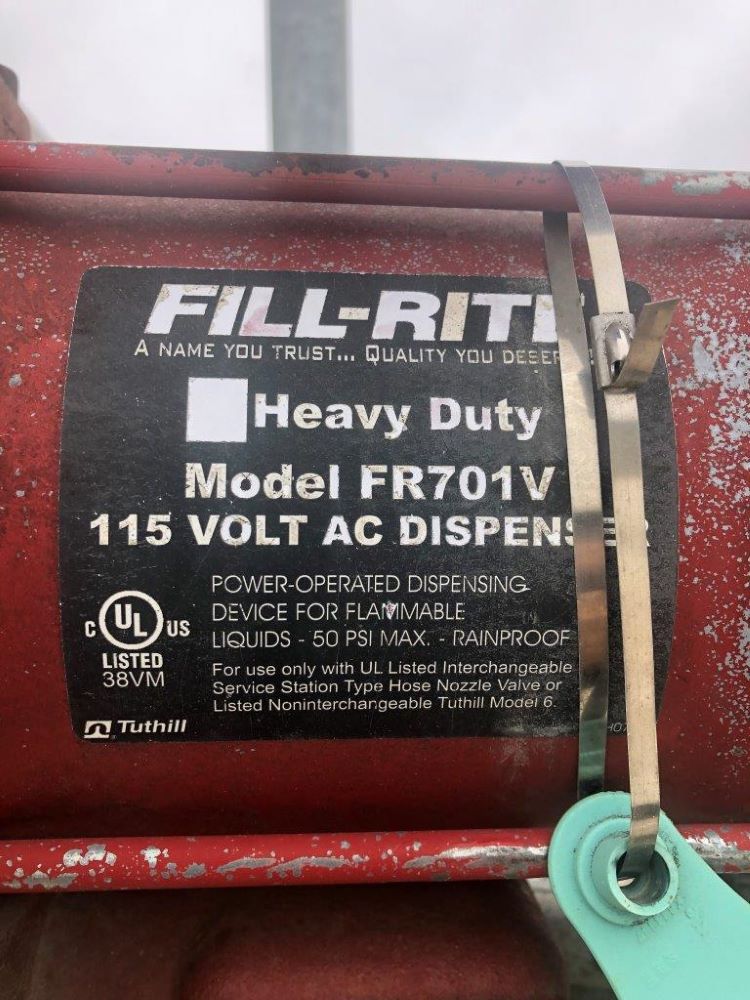 FILL-RITE
A NAME YOU TRUST... QUALITY YOU DESER
Heavy Duty
Model FR701V
115 VOLT AC DISPENSER
POWER-OPERATED DISPENSING
DEVICE FOR FLAMMABLE
LIQUIDS - 50 PSI MAX. - RAINPROOF
For use only with UL Listed Interchangeable
Service Station Type Hose Nozzle Valve or
Listed Noninterchangeable Tuthill Model 6.
C UL US
LISTED
38VM
Tuthill